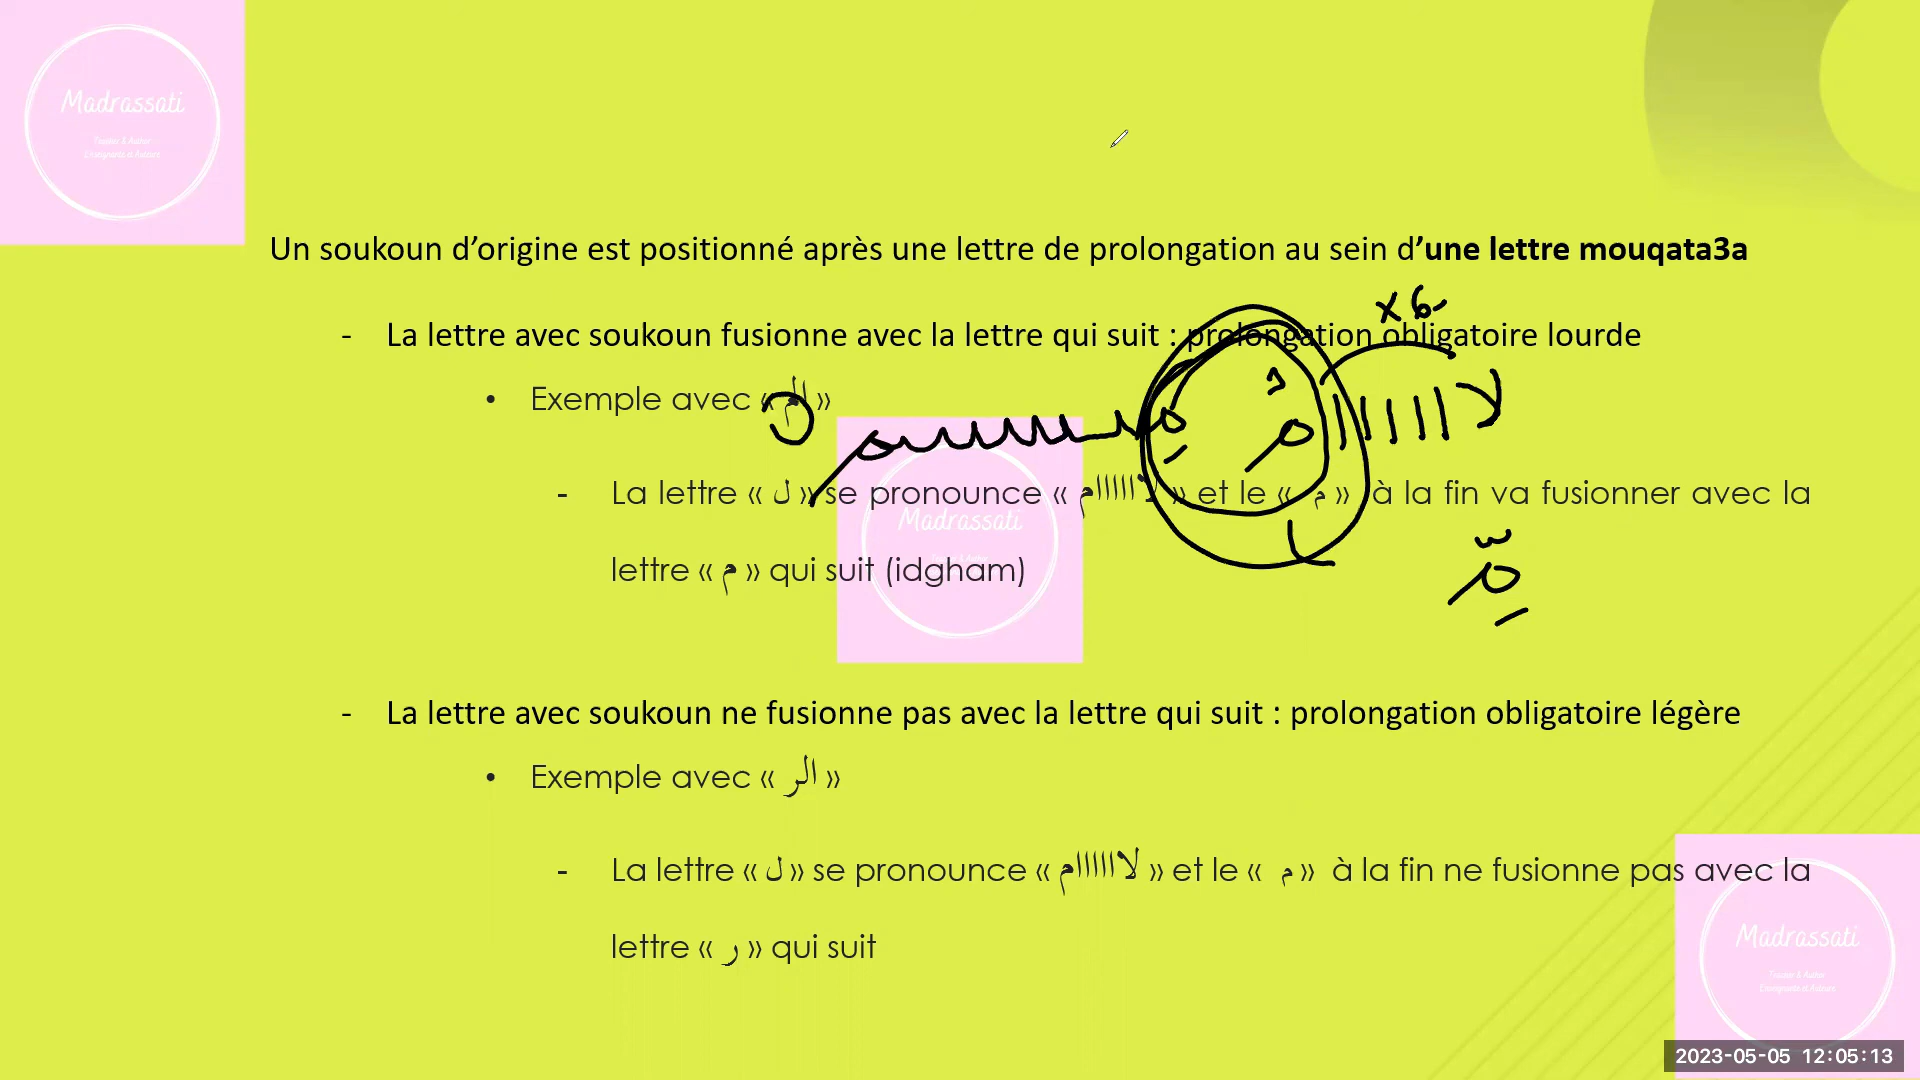 Madrassati
Un soukoun d’origine est positionné après une lettre de prolongation au sein d’une lettre mouqata3a
x 6
- La lettre avec soukoun fusionne avec la lettre qui suit : prolongation obligatoire lourde
• Exemple avec « الم »
- La lettre « ل » se pronounce « لاااااام » et le « م » à la fin va fusionner avec la
Madrassati
lettre « م » qui suit (idgham)
- La lettre avec soukoun ne fusionne pas avec la lettre qui suit : prolongation obligatoire légère
• Exemple avec « الر »
- La lettre « ل » se pronounce « لاااااام » et le « م » à la fin ne fusionne pas avec la
Madrassati
lettre « ر » qui suit
2023-05-05 12:05:13